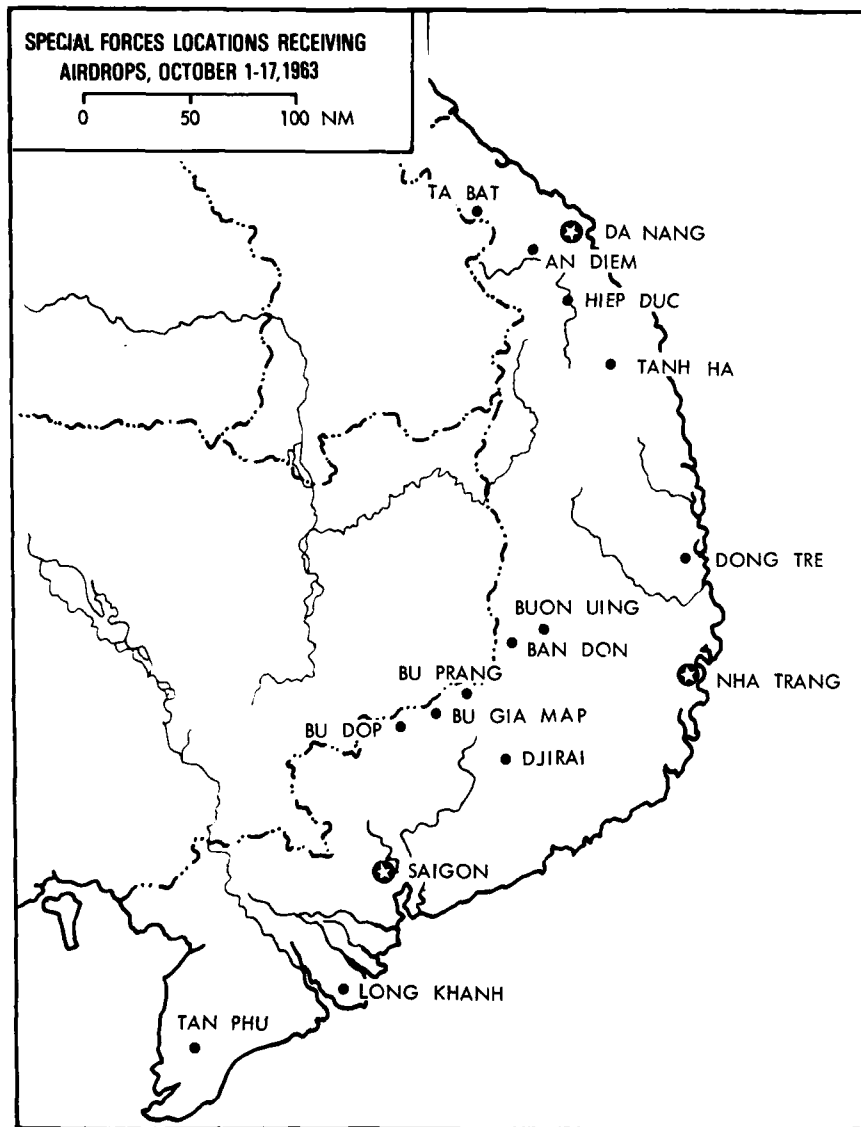 SPECIAL FORCES LOCATIONS RECEIVING
AIRDROPS, OCTOBER 1-17, 1963
0 50 100 NM
TA BAT
DA NANG
AN DIEM
HIEP DUC
TANH HA
DONG TRE
BUON UING
BAN DON
BU PRANG
NHA TRANG
BU GIA MAP
BU DOP
DJIRAI
SAIGON
LONG KHANH
TAN PHU